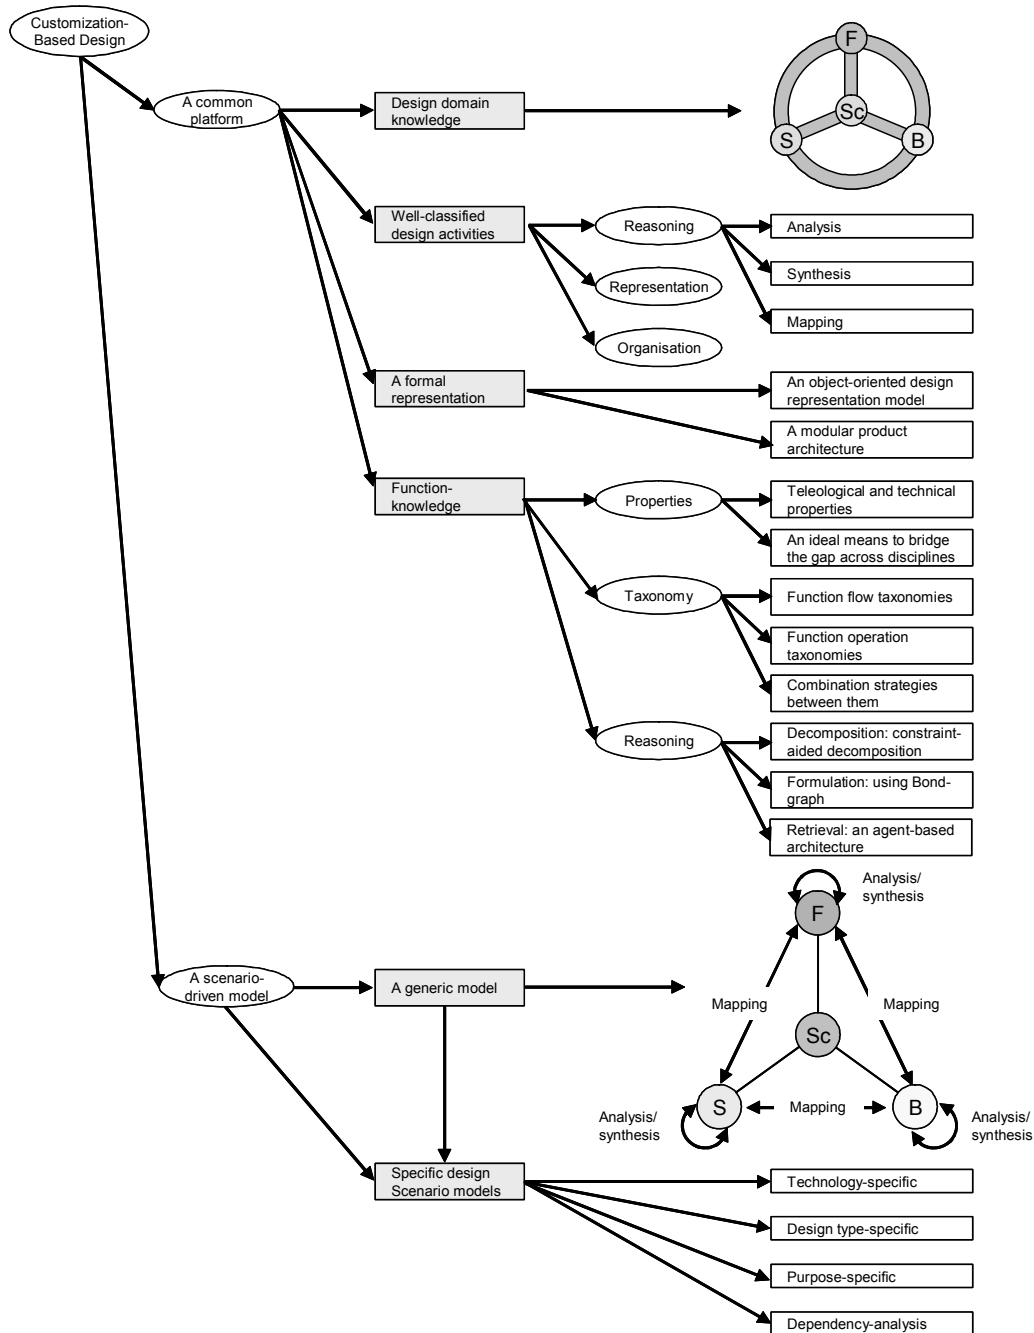 Customization-
Based Design
A common
platform
Design domain
knowledge
F
Sc
S
B
Well-classified
design activities
Reasoning
Analysis
Synthesis
Representation
Mapping
Organisation
A formal
representation
An object-oriented design
representation model
A modular product
architecture
Function-
knowledge
Properties
Teleological and technical
properties
An ideal means to bridge
the gap across disciplines
Taxonomy
Function flow taxonomies
Function operation
taxonomies
Combination strategies
between them
Reasoning
Decomposition: constraint-
aided decomposition
Formulation: using Bond-
graph
Retrieval: an agent-based
architecture
Analysis/
synthesis
F
A scenario-
driven model
A generic model
Mapping
Mapping
Sc
S
Mapping
B
Analysis/
synthesis
Analysis/
synthesis
Specific design
Scenario models
Technology-specific
Design type-specific
Purpose-specific
Dependency-analysis